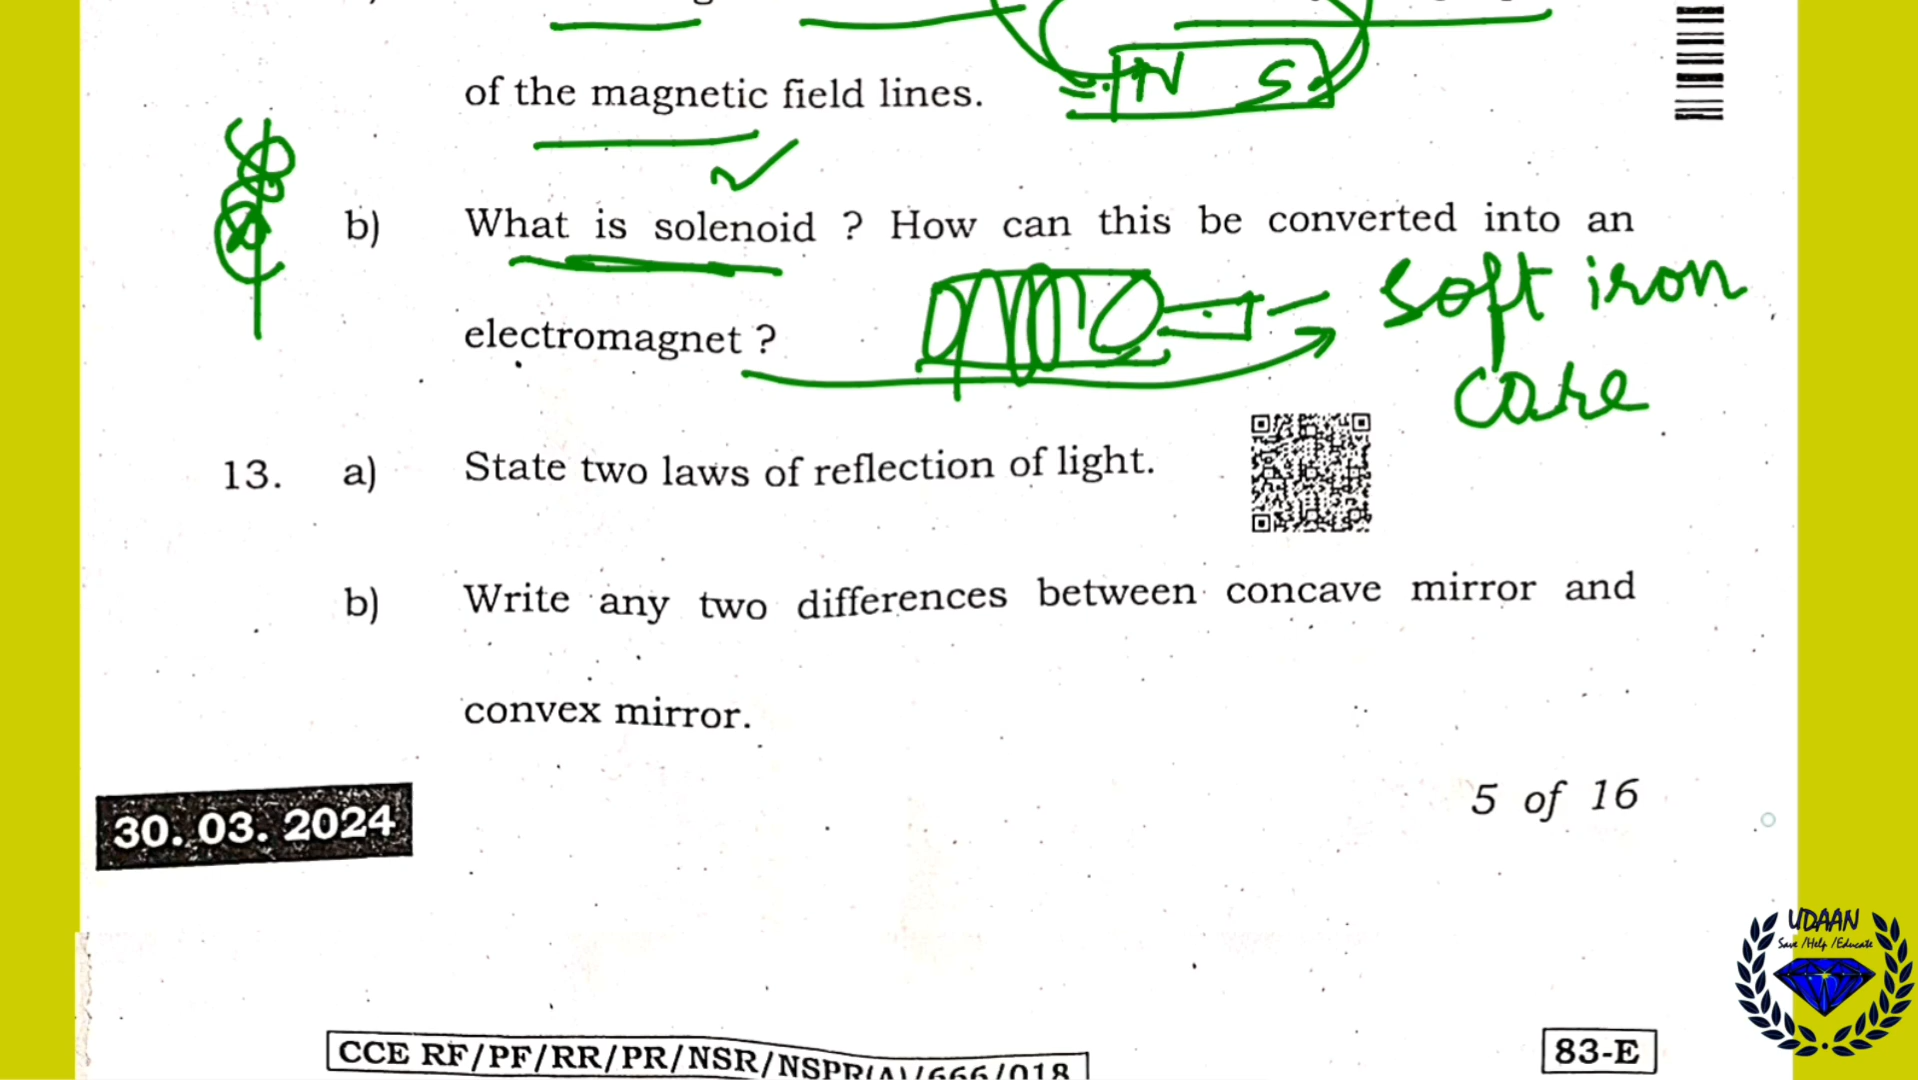 of the magnetic field lines.
N S
b) What is solenoid ? How can this be converted into an
electromagnet ?
soft iron
core
13. a) State two laws of reflection of light.
b) Write any two differences between concave mirror and
convex mirror.
30. 03. 2024
5 of 16
UDAAN
Save /Help /Educate
CCE RF/PF/RR/PR/NSR/NSPR(A)/666/018
83-E